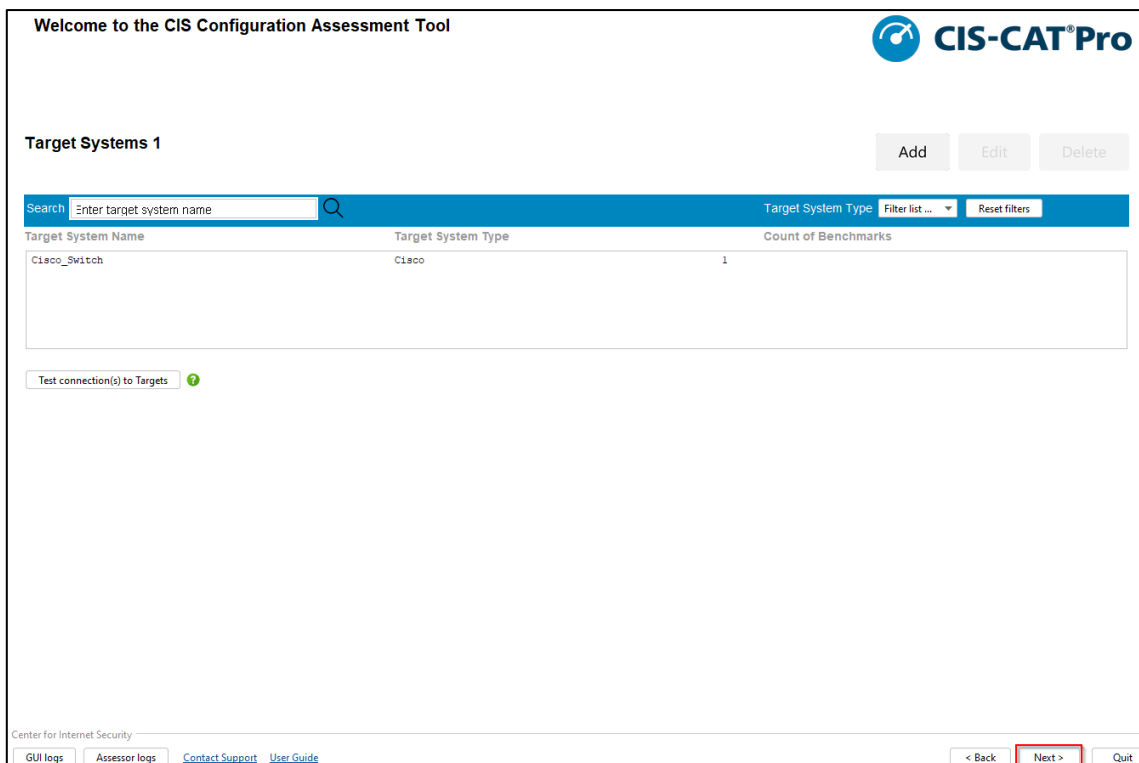 Welcome to the CIS Configuration Assessment Tool
CIS-CAT®Pro
Target Systems 1
Add Edit Delete
Search Enter target system name Target System Type Filter list ... Reset filters
Target System Name Target System Type Count of Benchmarks
Cisco_Switch Cisco 1
Test connection(s) to Targets ?
Center for Internet Security
GUI logs Assessor logs Contact Support User Guide < Back Next > Quit